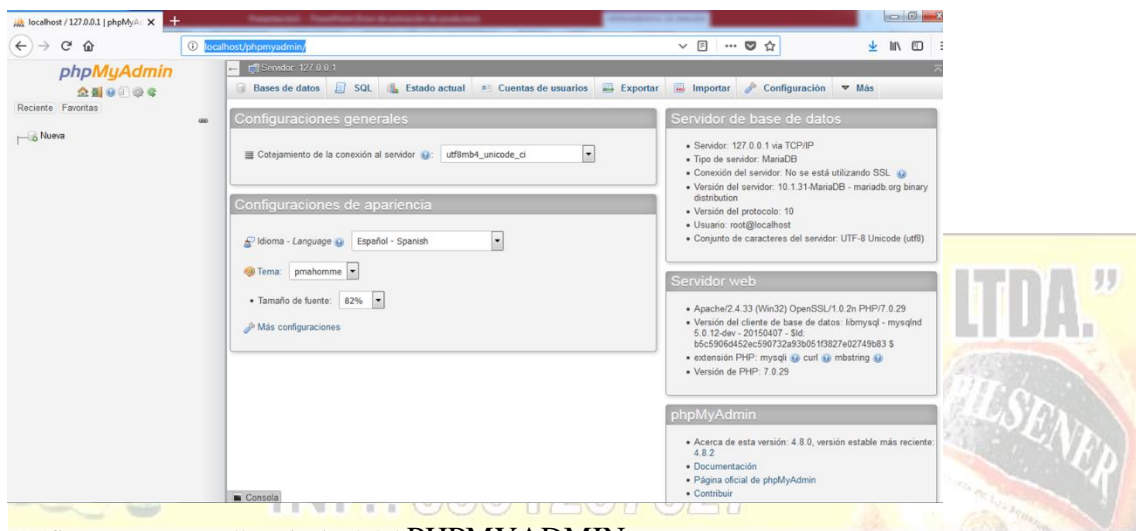 localhost / 127.0.0.1 | phpMyA
localhost/phpmyadmin/
phpMyAdmin
Reciente Favoritas
Nueva
Servidor: 127.0.0.1
Bases de datos SQL Estado actual Cuentas de usuarios Exportar Importar Configuración Más
Configuraciones generales
Cotejamiento de la conexión al servidor : utf8mb4_unicode_ci
Configuraciones de apariencia
Idioma - Language Español - Spanish
Tema: pmahomme
• Tamaño de fuente: 82%
Más configuraciones
Consola
Servidor de base de datos
• Servidor: 127.0.0.1 via TCP/IP
• Tipo de servidor: MariaDB
• Conexión del servidor: No se está utilizando SSL
• Versión del servidor: 10.1.31-MariaDB - mariadb.org binary
distribution
• Versión del protocolo: 10
• Usuario: root@localhost
• Conjunto de caracteres del servidor: UTF-8 Unicode (utf8)
Servidor web
• Apache/2.4.33 (Win32) OpenSSL/1.0.2n PHP/7.0.29
• Versión del cliente de base de datos: libmysql - mysqlnd
5.0.12-dev - 20150407 - $Id:
b5c5906d452ec590732a93b051f3827e02749b83 $
• extensión PHP: mysqli curl mbstring
• Versión de PHP: 7.0.29
phpMyAdmin
• Acerca de esta versión: 4.8.0, versión estable más reciente:
4.8.2
• Documentación
• Página oficial de phpMyAdmin
• Contribuir
LTDA."
PILSENER
PHPMYADMIN